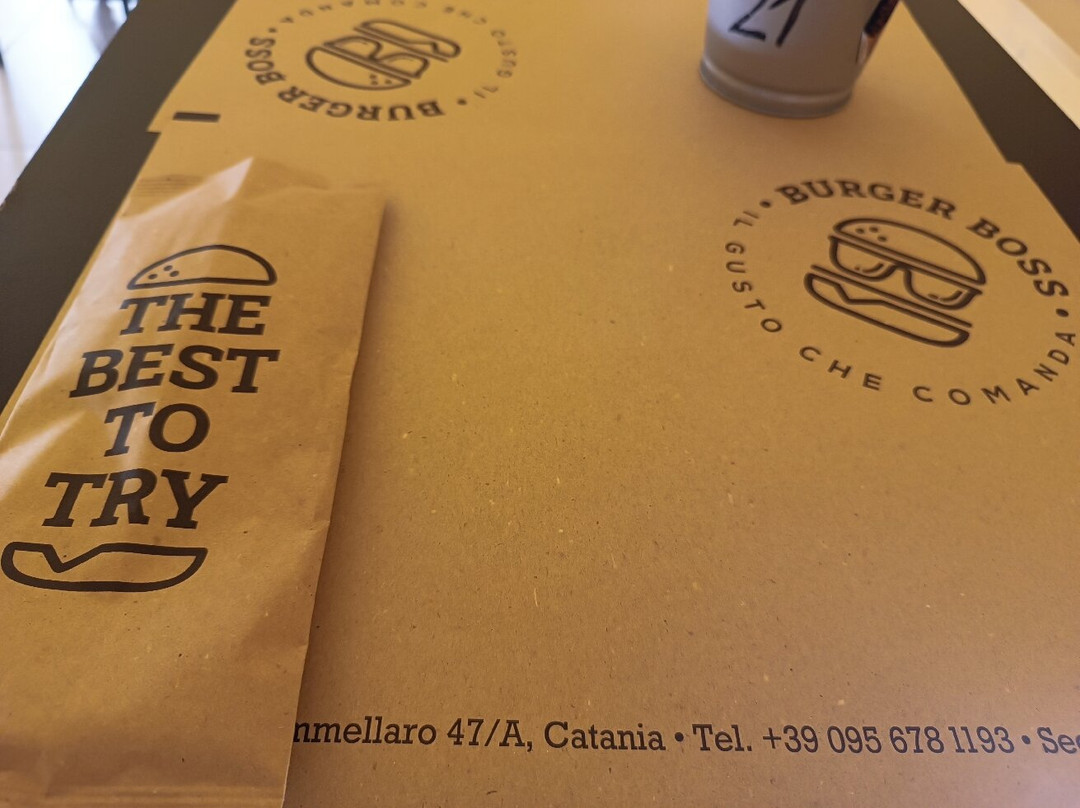 BURGER BOSS
IL GUSTO CHE COMANDA
21
BURGER BOSS
IL GUSTO CHE COMANDA
THE
BEST
TO
TRY
47/A, Catania • Tel. +39 095 678 1193 •